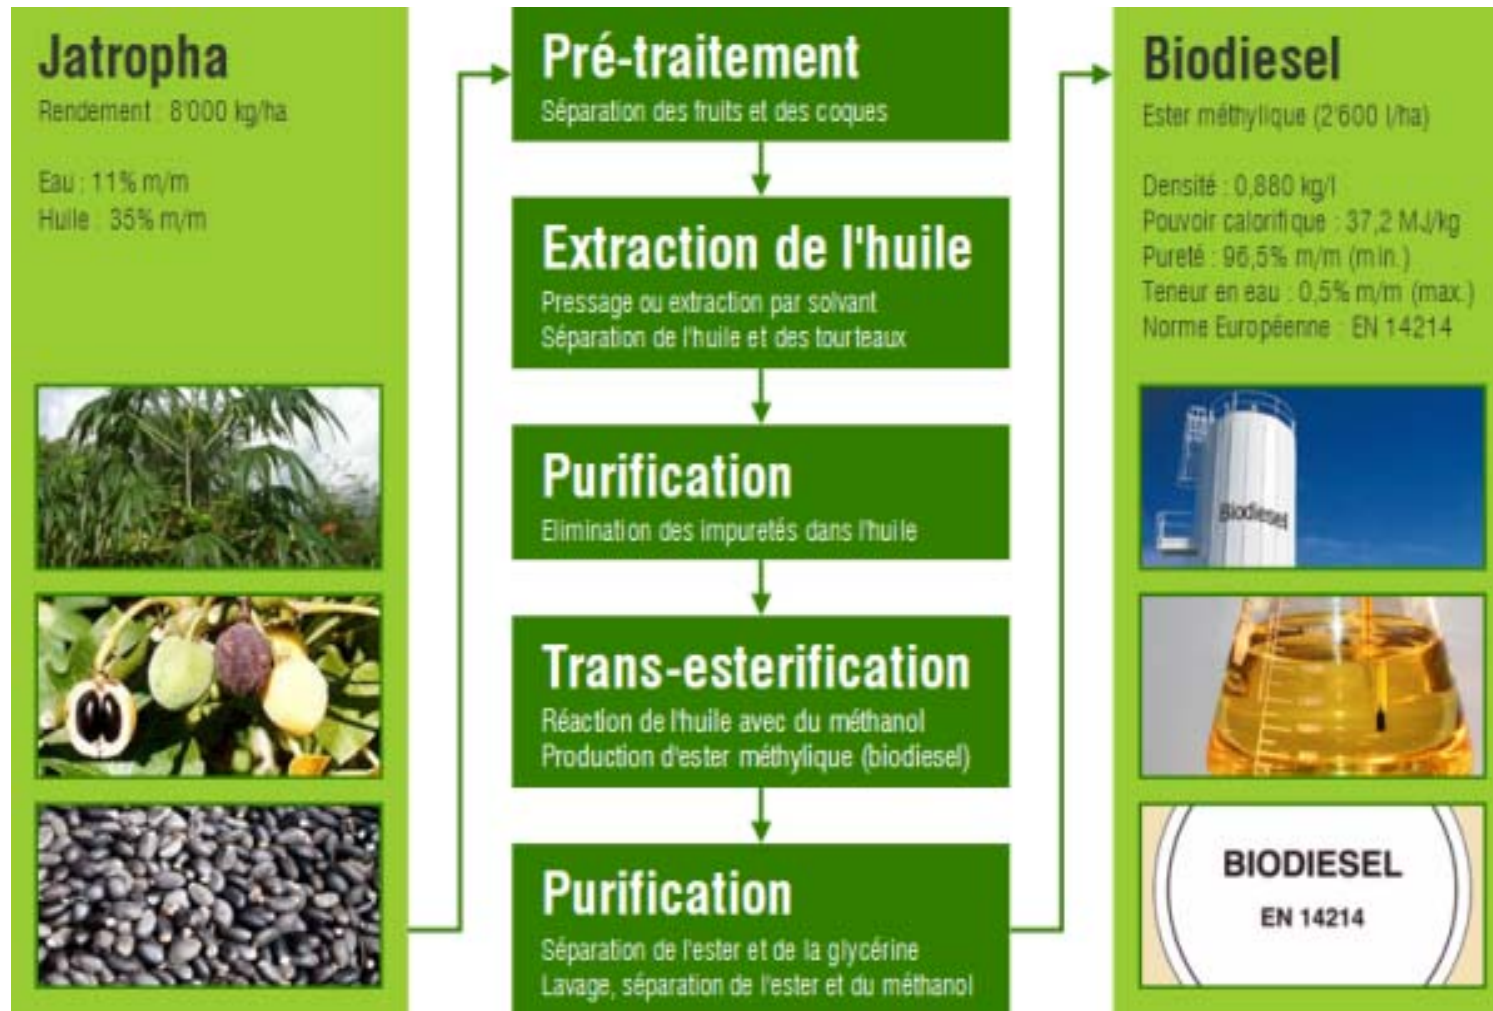 Jatropha
Rendement : 8'000 kg/ha
Eau : 11% m/m
Huile : 35% m/m
Pré-traitement
Séparation des fruits et des coques
Extraction de l'huile
Pressage ou extraction par solvant
Séparation de l'huile et des tourteaux
Purification
Elimination des impuretés dans l'huile
Trans-esterification
Réaction de l'huile avec du méthanol
Production d'ester méthylique (biodiesel)
Purification
Séparation de l'ester et de la glycérine
Lavage, séparation de l'ester et du méthanol
Biodiesel
Ester méthylique (2'600 l/ha)
Densité : 0,880 kg/l
Pouvoir calorifique : 37,2 MJ/kg
Pureté : 96,5% m/m (min.)
Teneur en eau : 0,5% m/m (max.)
Norme Européenne : EN 14214
Biodiesel
BIODIESEL
EN 14214